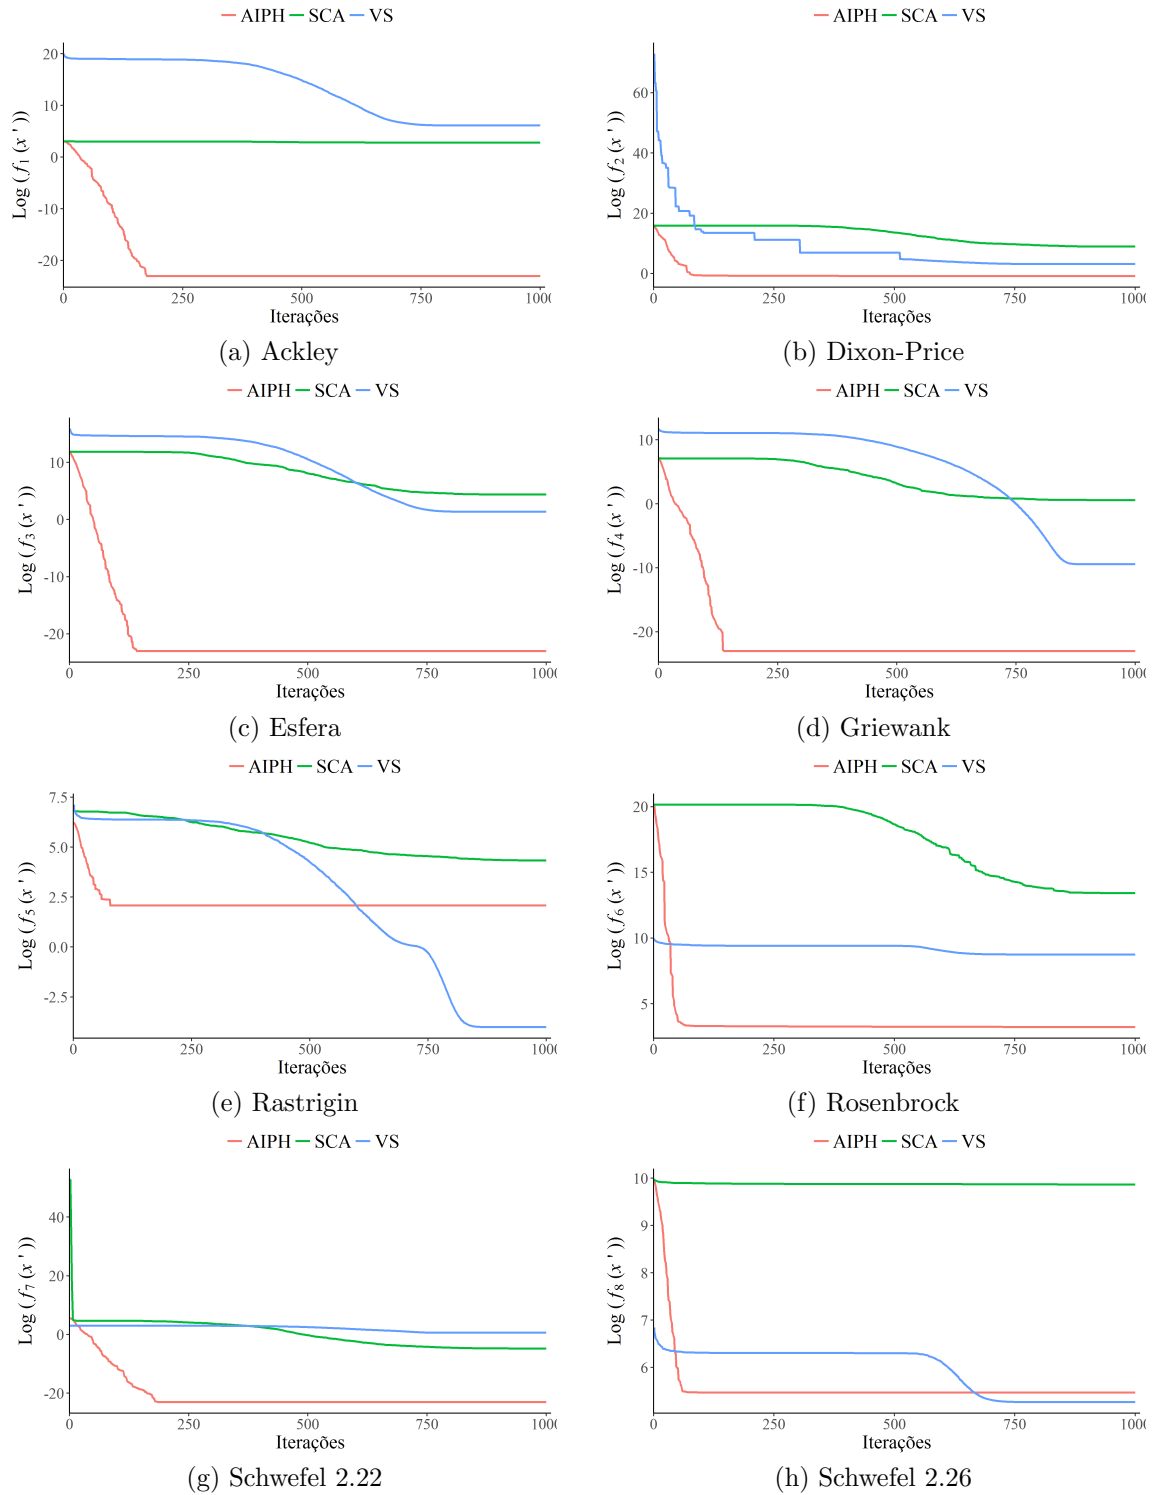 AIPH SCA VS
AIPH SCA VS
Log ( f1 ( x ' ))
20
10
0
-10
-20
0 250 500 750 1000
Iterações
Log ( f2 ( x ' ))
60
40
20
0
0 250 500 750 1000
Iterações
(a) Ackley
(b) Dixon-Price
AIPH SCA VS
AIPH SCA VS
Log ( f3 ( x ' ))
10
0
-10
-20
0 250 500 750 1000
Iterações
Log ( f4 ( x ' ))
10
0
-10
-20
0 250 500 750 1000
Iterações
(c) Esfera
(d) Griewank
AIPH SCA VS
AIPH SCA VS
Log ( f5 ( x ' ))
7.5
5.0
2.5
0.0
-2.5
0 250 500 750 1000
Iterações
Log ( f6 ( x ' ))
20
15
10
5
0 250 500 750 1000
Iterações
(e) Rastrigin
(f) Rosenbrock
AIPH SCA VS
AIPH SCA VS
Log ( f7 ( x ' ))
40
20
0
-20
0 250 500 750 1000
Iterações
Log ( f8 ( x ' ))
10
9
8
7
6
0 250 500 750 1000
Iterações
(g) Schwefel 2.22
(h) Schwefel 2.26